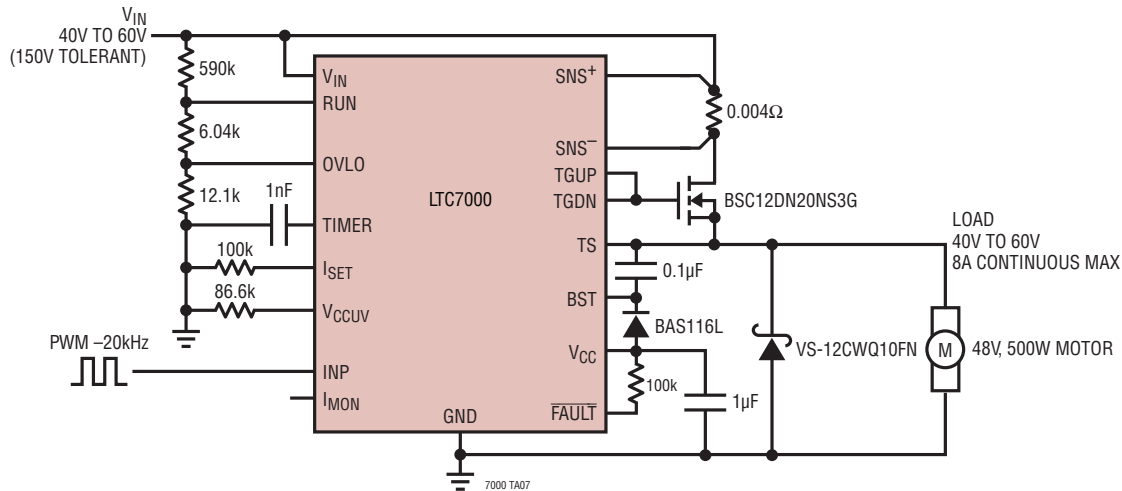 VIN
40V TO 60V
(150V TOLERANT)
590k
6.04k
12.1k
1nF
100k
86.6k
PWM –20kHz
VIN
RUN
OVLO
TIMER
ISET
VCCUV
INP
IMON
LTC7000
GND
SNS+
SNS–
TGUP
TGDN
TS
BST
VCC
FAULT
0.004Ω
BSC12DN20NS3G
0.1µF
BAS116L
100k
1µF
VS-12CWQ10FN
LOAD
40V TO 60V
8A CONTINUOUS MAX
M
48V, 500W MOTOR
7000 TA07